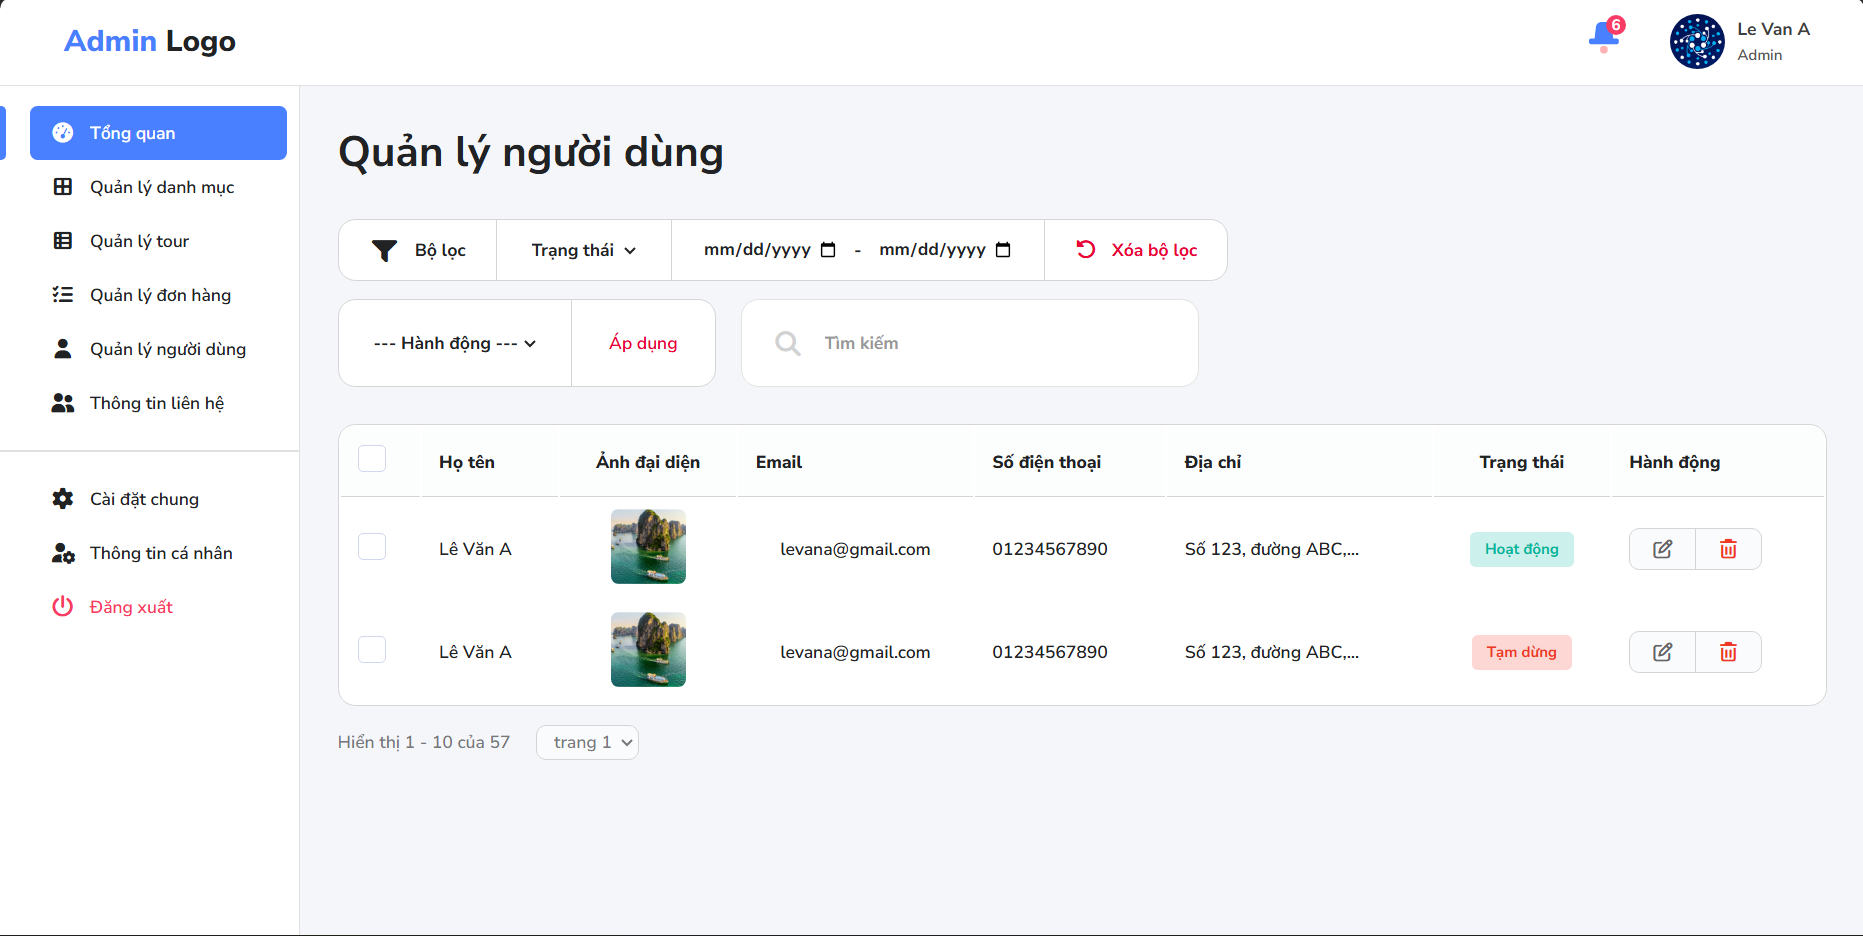 Admin Logo
6
Le Van A
Admin
Tổng quan
Quản lý danh mục
Quản lý tour
Quản lý đơn hàng
Quản lý người dùng
Thông tin liên hệ
Cài đặt chung
Thông tin cá nhân
Đăng xuất
Quản lý người dùng
Bộ lọc
Trạng thái
mm/dd/yyyy - mm/dd/yyyy
Xóa bộ lọc
--- Hành động ---
Áp dụng
Tìm kiếm
Họ tên Ảnh đại diện Email Số điện thoại Địa chỉ Trạng thái Hành động
Lê Văn A levana@gmail.com 01234567890 Số 123, đường ABC,... Hoạt động
Lê Văn A levana@gmail.com 01234567890 Số 123, đường ABC,... Tạm dừng
Hiển thị 1 - 10 của 57 trang 1